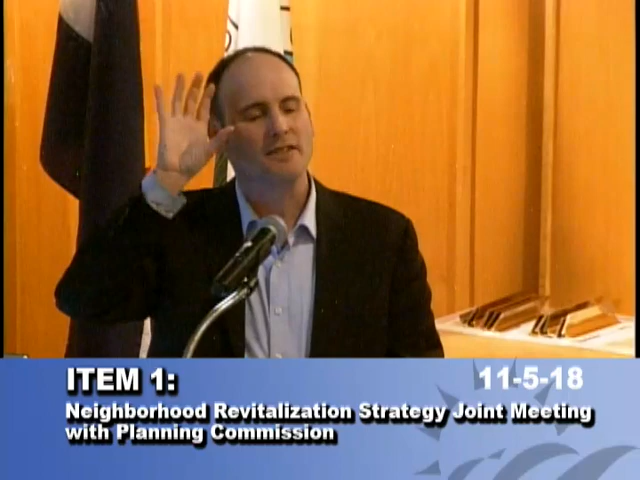 ITEM 1:
11-5-18
Neighborhood Revitalization Strategy Joint Meeting
with Planning Commission